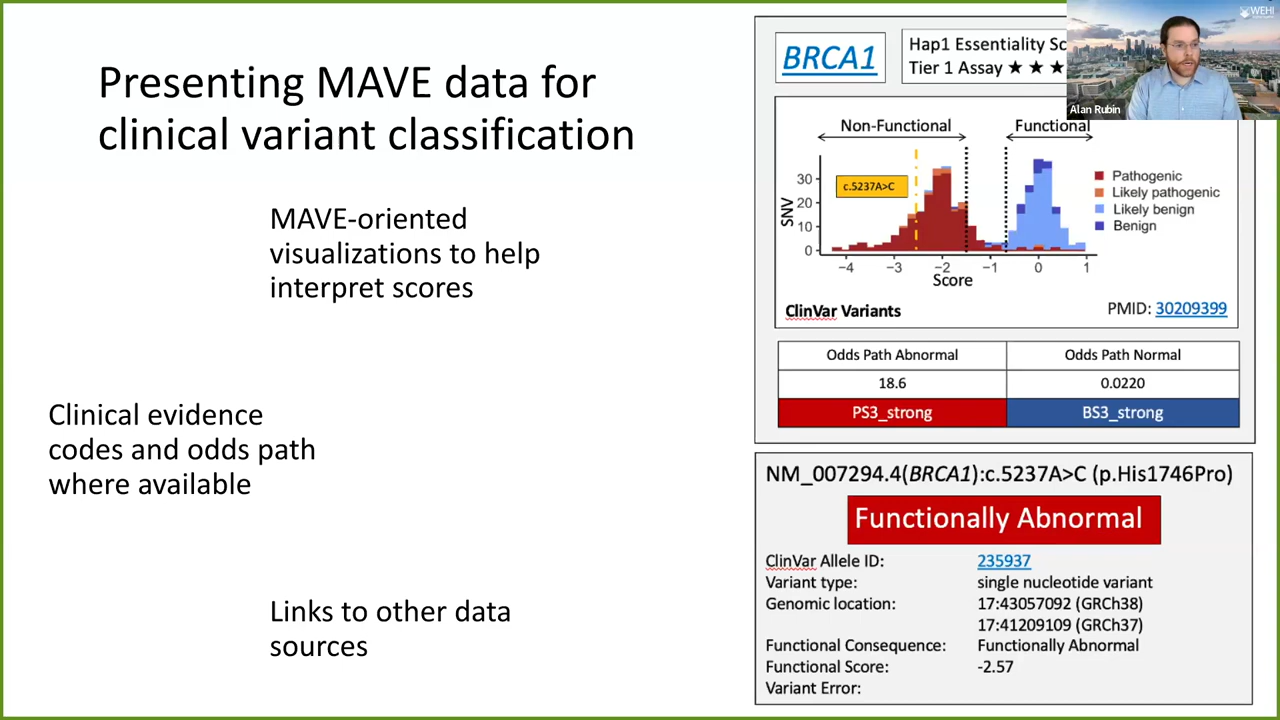 Presenting MAVE data for
clinical variant classification
MAVE-oriented
visualizations to help
interpret scores
Clinical evidence
codes and odds path
where available
Links to other data
sources
BRCA1
Hap1 Essentiality Sc
Tier 1 Assay ★ ★ ★
WEHI
Alan Rubin
Non-Functional
Functional
c.5237A>C
SNV
30
20
10
0
−4 −3 −2 −1 0 1
Score
Pathogenic
Likely pathogenic
Likely benign
Benign
ClinVar Variants
PMID: 30209399
Odds Path Abnormal Odds Path Normal
18.6 0.0220
PS3_strong BS3_strong
NM_007294.4(BRCA1):c.5237A>C (p.His1746Pro)
Functionally Abnormal
ClinVar Allele ID: 235937
Variant type: single nucleotide variant
Genomic location: 17:43057092 (GRCh38)
17:41209109 (GRCh37)
Functional Consequence: Functionally Abnormal
Functional Score: -2.57
Variant Error: